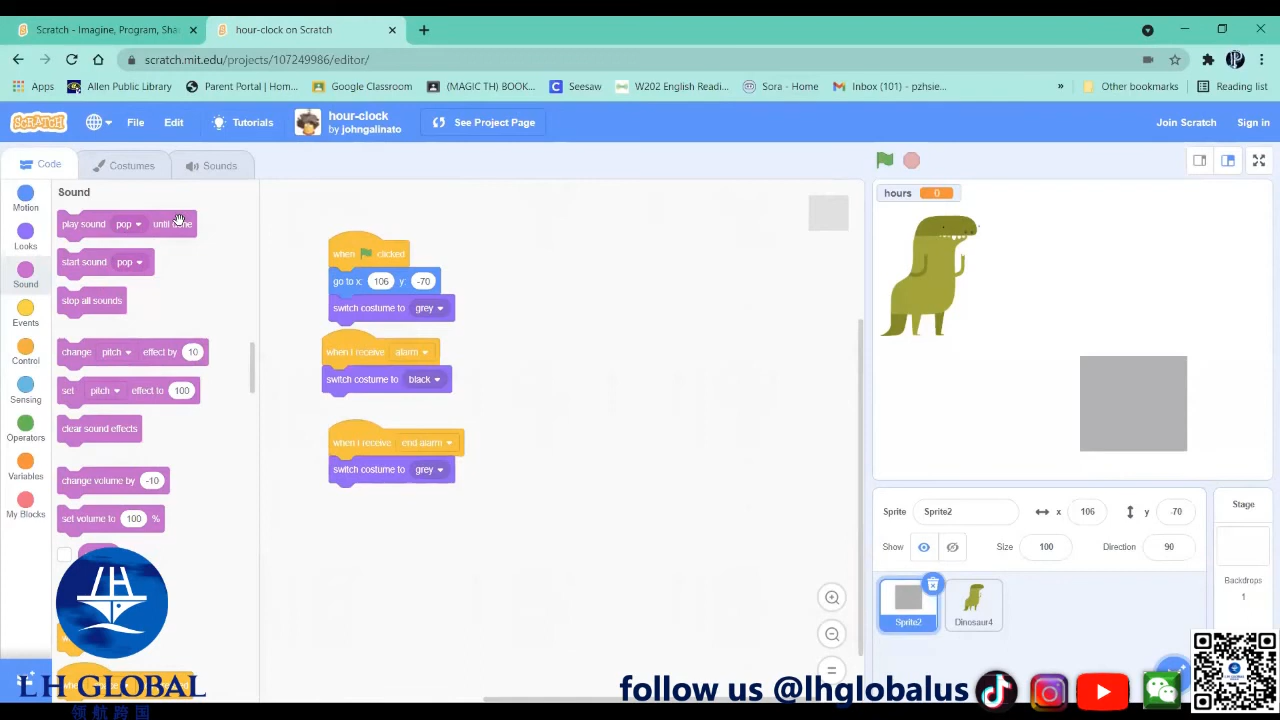 Scratch - Imagine, Program, Sha
hour-clock on Scratch
scratch.mit.edu/projects/107249986/editor/
Apps
Allen Public Library
Parent Portal | Hom...
Google Classroom
(MAGIC TH) BOOK...
Seesaw
W202 English Readi...
Sora - Home
Inbox (101) - pzhsie...
»
Other bookmarks
Reading list
SCRATCH
File
Edit
Tutorials
hour-clock
by johngalinato
See Project Page
Join Scratch
Sign in
Code
Costumes
Sounds
Motion
Looks
Sound
Events
Control
Sensing
Operators
Variables
My Blocks
Sound
play sound pop until
start sound pop
stop all sounds
change pitch effect by 10
set pitch effect to 100
clear sound effects
change volume by -10
set volume to 100 %
when clicked
go to x: 106 y: -70
switch costume to grey
when I receive alarm
switch costume to black
when I receive end alarm
switch costume to grey
hours 0
Sprite Sprite2 x 106 y -70
Show Size 100 Direction 90
Sprite2
Dinosaur4
Stage
Backdrops
1
LH
LH GLOBAL
领航跨国
follow us @lhglobalus